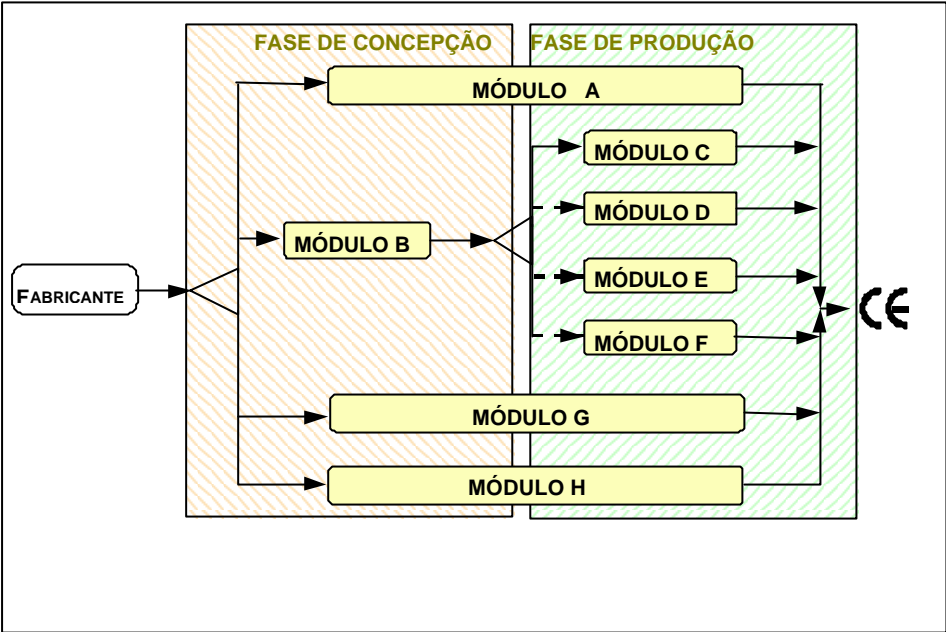 FASE DE CONCEPÇÃO
FASE DE PRODUÇÃO
MÓDULO A
MÓDULO C
MÓDULO D
MÓDULO B
MÓDULO E
FABRICANTE
CE
MÓDULO F
MÓDULO G
MÓDULO H